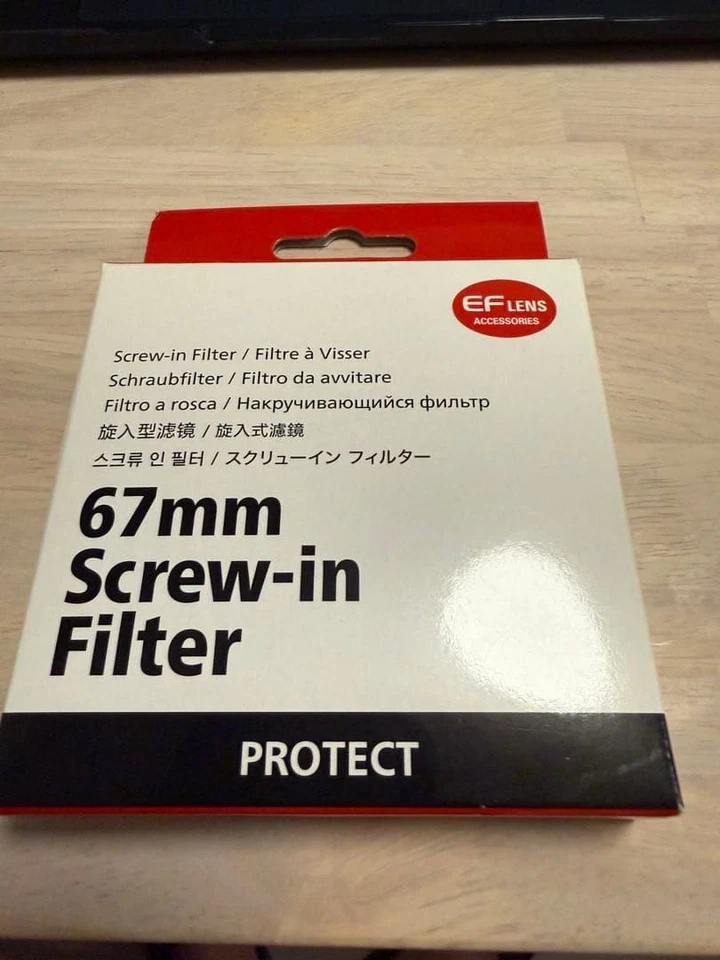 EF LENS
ACCESSORIES
Screw-in Filter / Filtre à Visser
Schraubfilter / Filtro da avvitare
Filtro a rosca / Накручивающийся фильтр
旋入型滤镜 / 旋入式濾鏡
스크류 인 필터 / スクリューイン フィルター
67mm
Screw-in
Filter
PROTECT